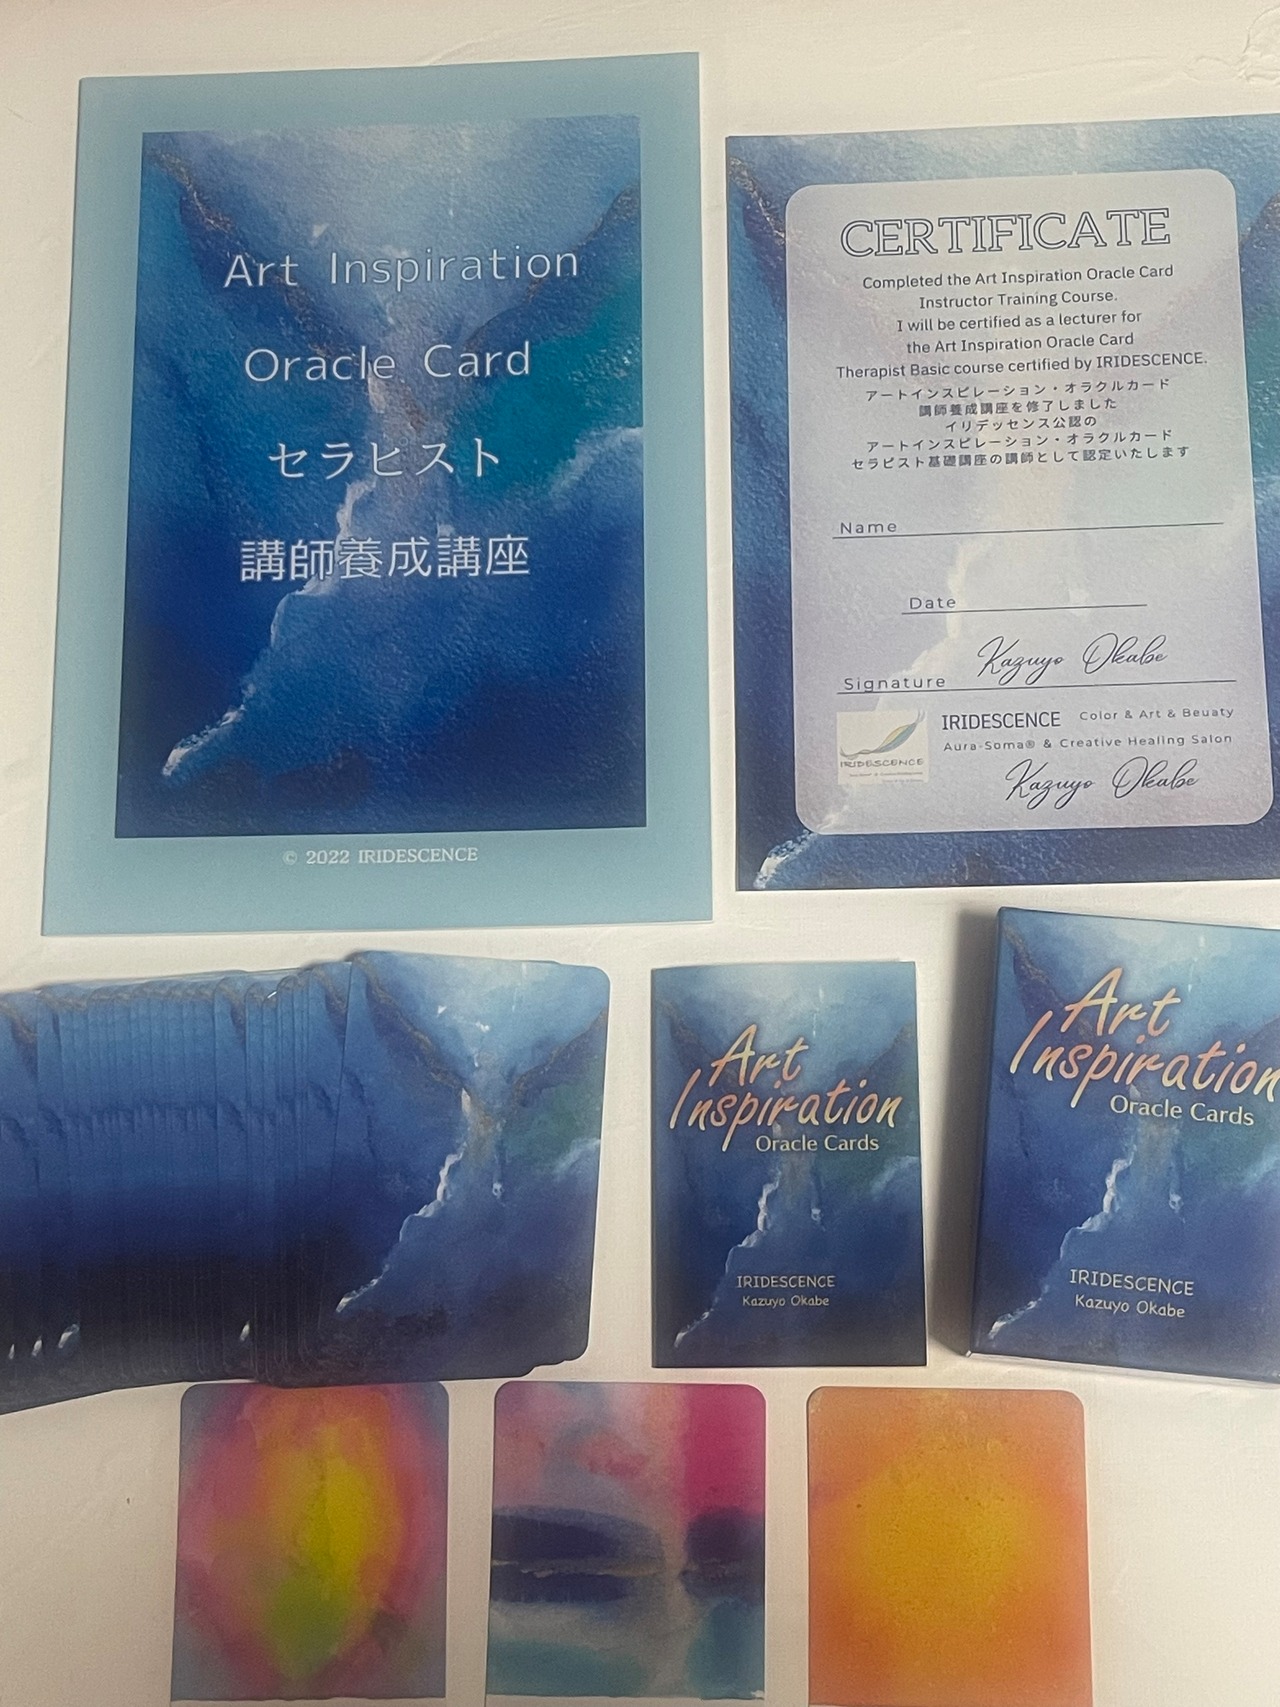 Art Inspiration
Oracle Card
セラピスト
講師養成講座
© 2022 IRIDESCENCE
CERTIFICATE
Completed the Art Inspiration Oracle Card
Instructor Training Course.
I will be certified as a lecturer for
the Art Inspiration Oracle Card
Therapist Basic course certified by IRIDESCENCE.
アートインスピレーション・オラクルカード
講師養成講座を修了しました
イリデッセンス公認の
アートインスピレーション・オラクルカード
セラピスト基礎講座の講師として認定いたします
Name
Date
Signature Kazuyo Okabe
IRIDESCENCE
IRIDESCENCE Color & Art & Beuaty
Aura-Soma® & Creative Healing Salon
Kazuyo Okabe
Art
Inspiration
Oracle Cards
IRIDESCENCE
Kazuyo Okabe
Art
Inspiration
Oracle Cards
IRIDESCENCE
Kazuyo Okabe